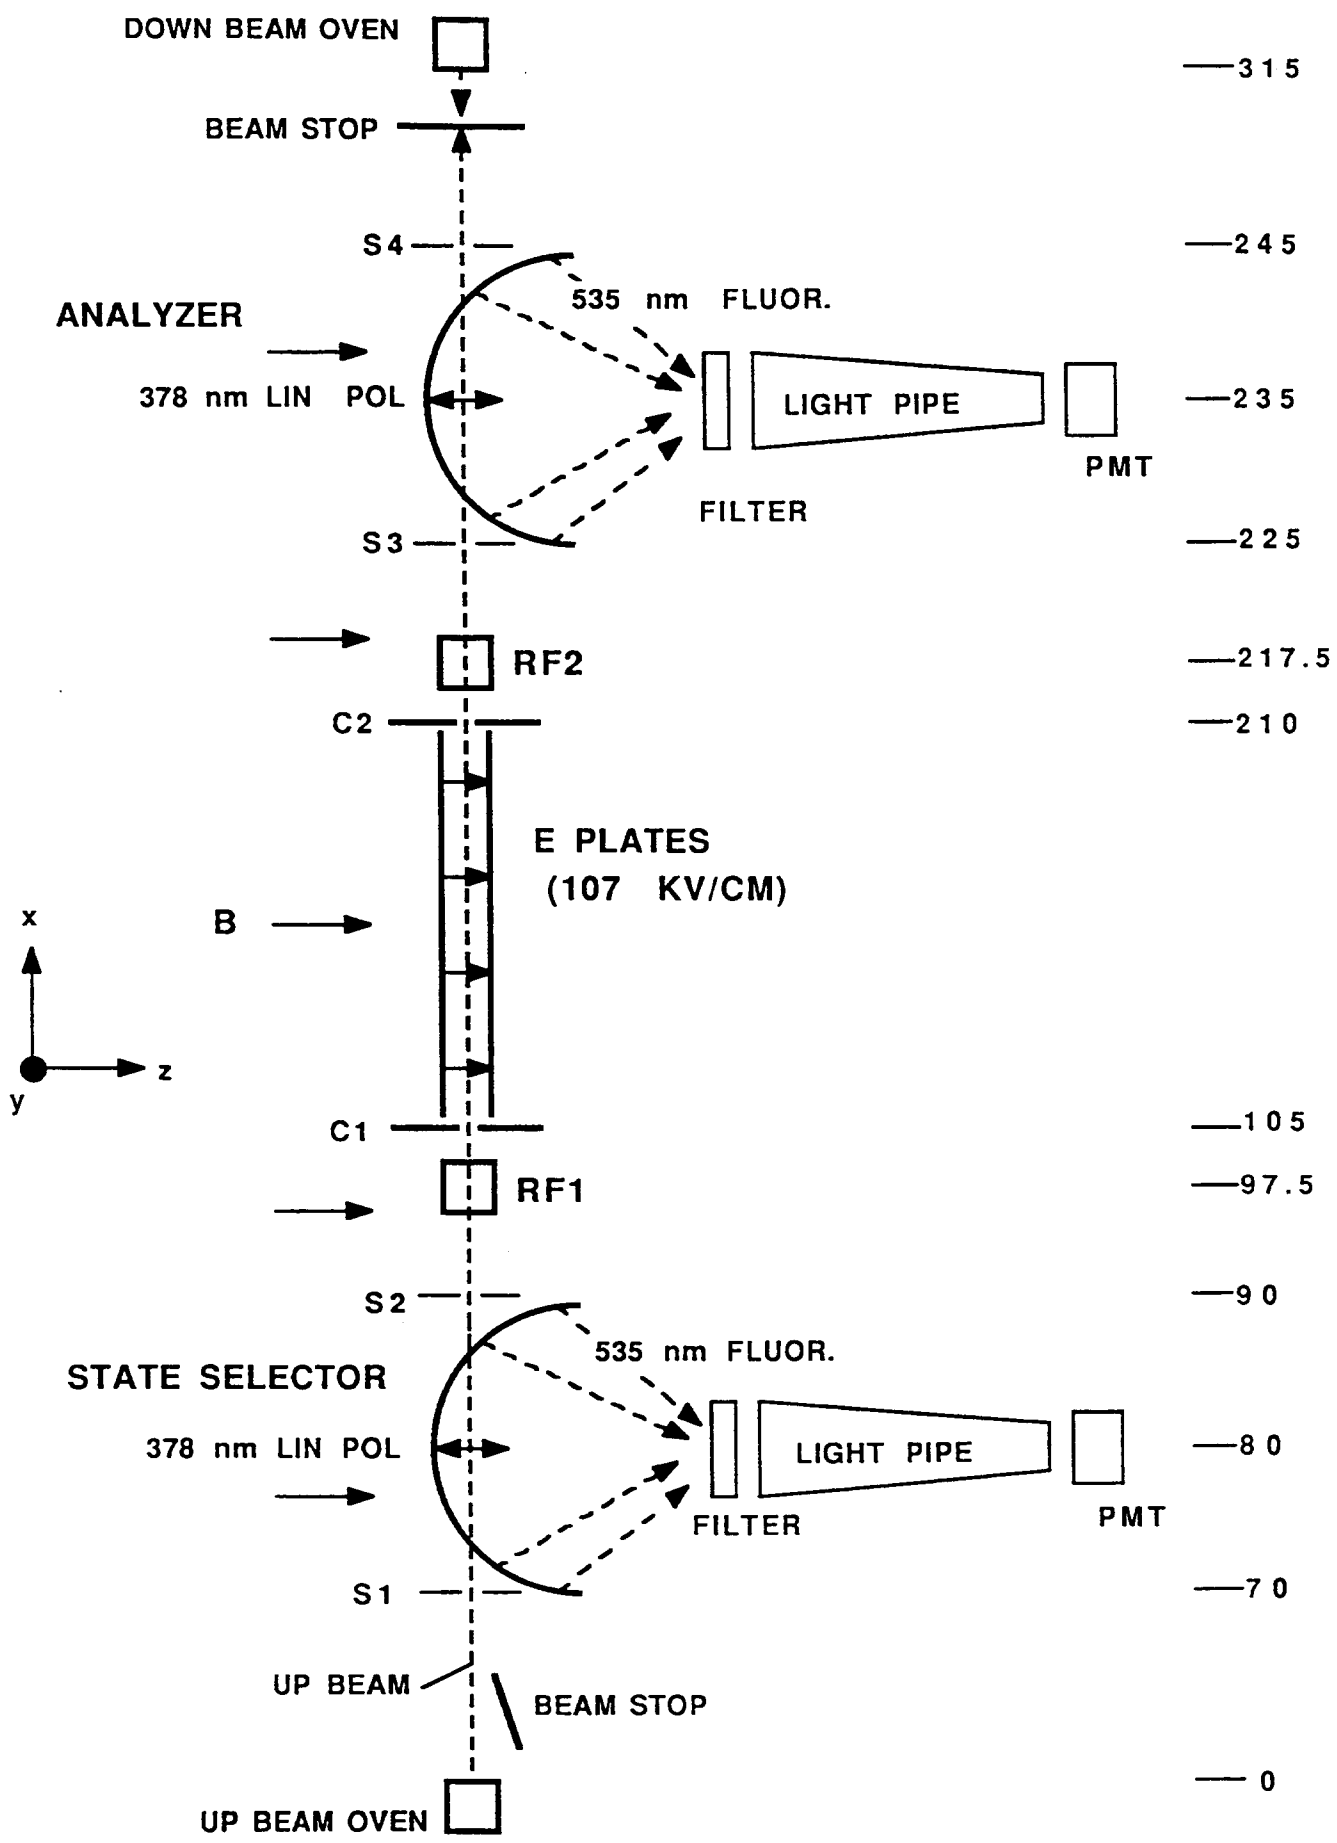 DOWN BEAM OVEN
315
BEAM STOP
S4
245
535 nm FLUOR.
ANALYZER
378 nm LIN POL
LIGHT PIPE
235
PMT
FILTER
S3
225
RF2
217.5
C2
210
E PLATES
(107 KV/CM)
B
x
z
y
C1
105
RF1
97.5
S2
90
535 nm FLUOR.
STATE SELECTOR
378 nm LIN POL
LIGHT PIPE
80
PMT
FILTER
S1
70
UP BEAM
BEAM STOP
0
UP BEAM OVEN